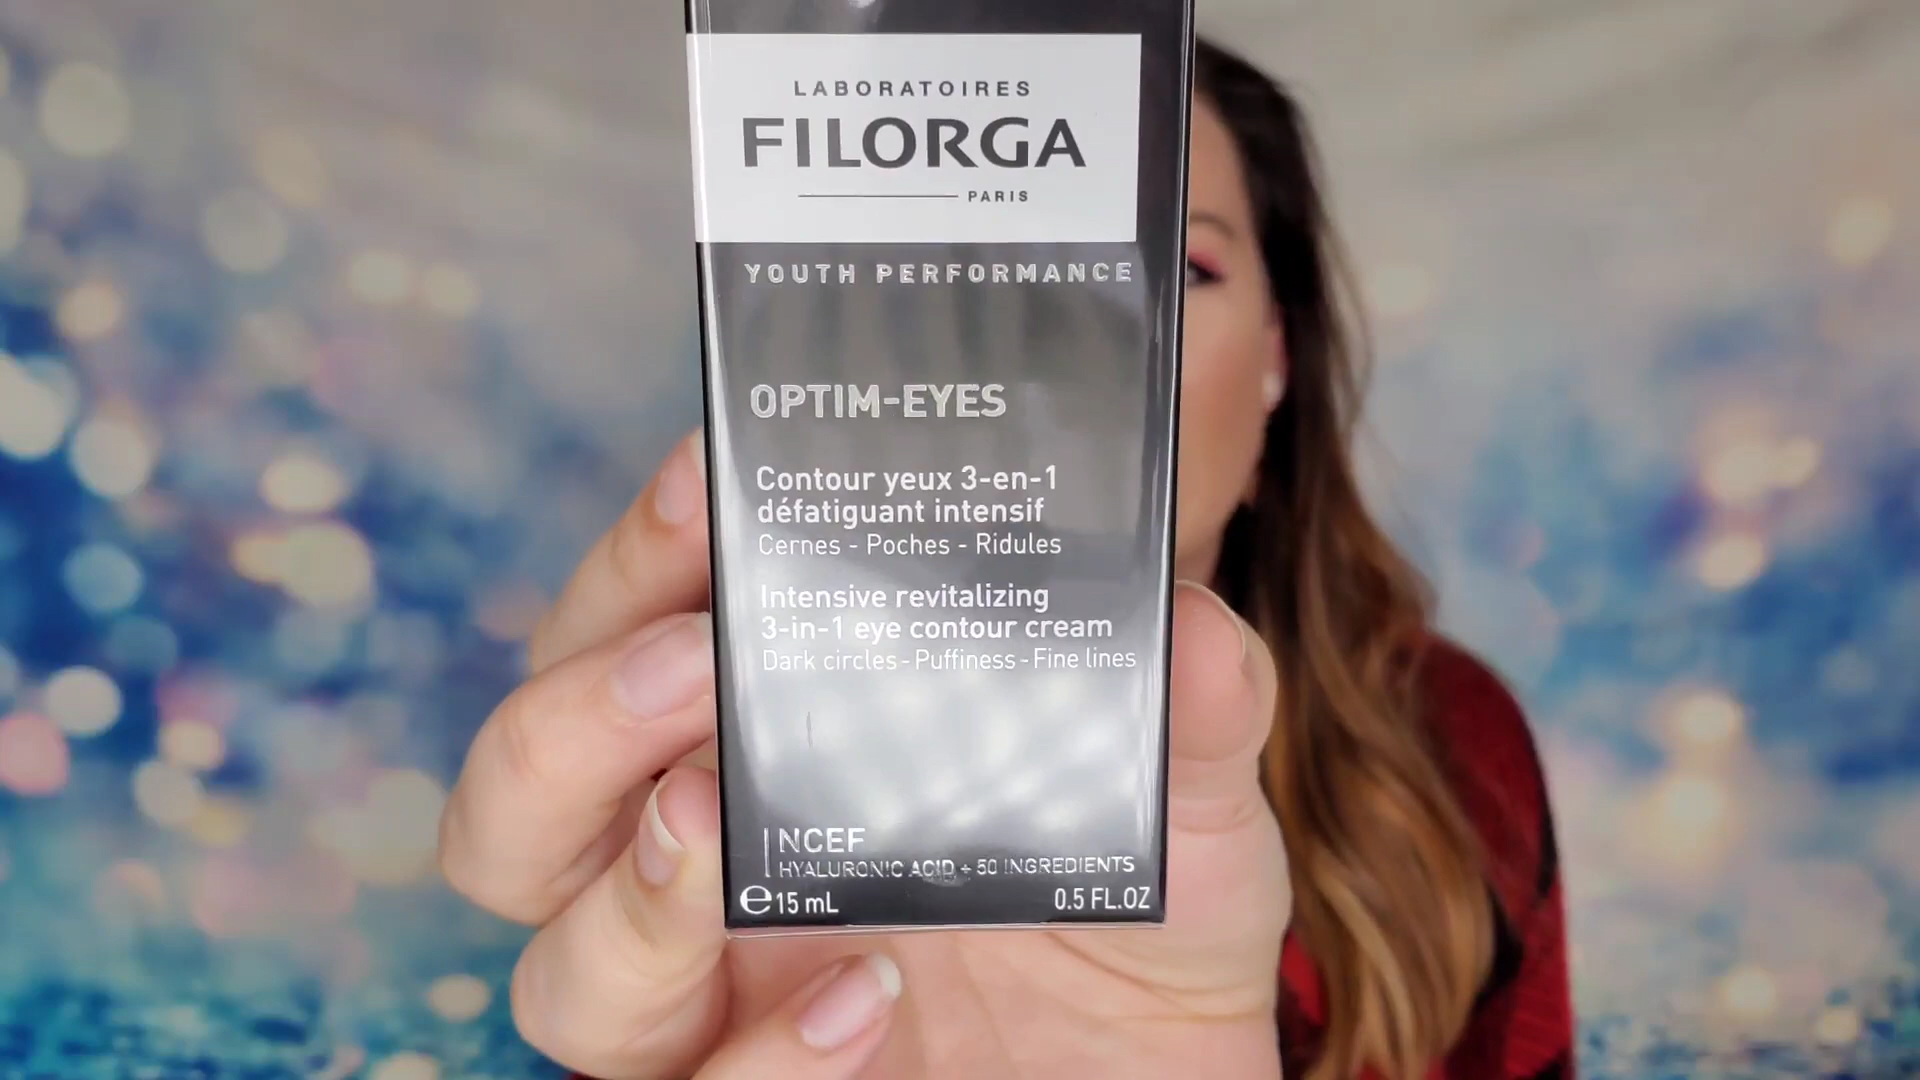 LABORATOIRES
FILORGA
PARIS
YOUTH PERFORMANCE
OPTIM-EYES
Contour yeux 3-en-1
défatiguant intensif
Cernes - Poches - Ridules
Intensive revitalizing
3-in-1 eye contour cream
Dark circles - Puffiness - Fine lines
NCEF
HYALURONIC ACID + 50 INGREDIENTS
℮ 15 mL 0.5 FL.OZ